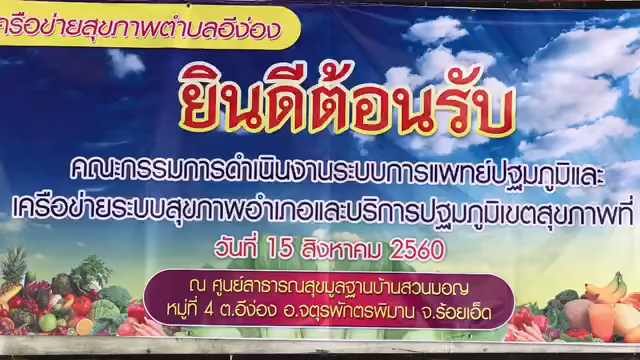 ครือข่ายสุขภาพตำบลอีง่อง
ยินดีต้อนรับ
คณะกรรมการดำเนินงานระบบการแพทย์ปฐมภูมิและ
เครือข่ายระบบสุขภาพอำเภอและบริการปฐมภูมิเขตสุขภาพที่
วันที่ 15 สิงหาคม 2560
ณ ศูนย์สาธารณสุขมูลฐานบ้านสวนมอญ
หมู่ที่ 4 ต.อีง่อง อ.จตุรพักตรพิมาน จ.ร้อยเอ็ด